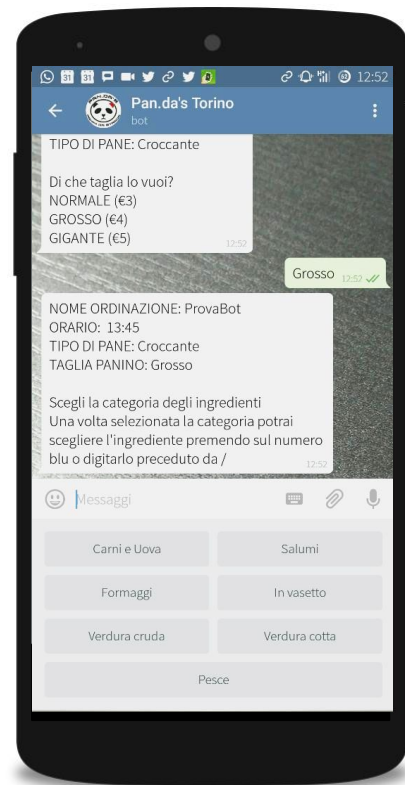 12:52
Pan.da's Torino
bot
TIPO DI PANE: Croccante
Di che taglia lo vuoi?
NORMALE (€3)
GROSSO (€4)
GIGANTE (€5)
12:52
Grosso 12:52
NOME ORDINAZIONE: ProvaBot
ORARIO: 13:45
TIPO DI PANE: Croccante
TAGLIA PANINO: Grosso
Scegli la categoria degli ingredienti
Una volta selezionata la categoria potrai
scegliere l'ingrediente premendo sul numero
blu o digitarlo preceduto da /
12:52
Messaggi
Carni e Uova
Salumi
Formaggi
In vasetto
Verdura cruda
Verdura cotta
Pesce